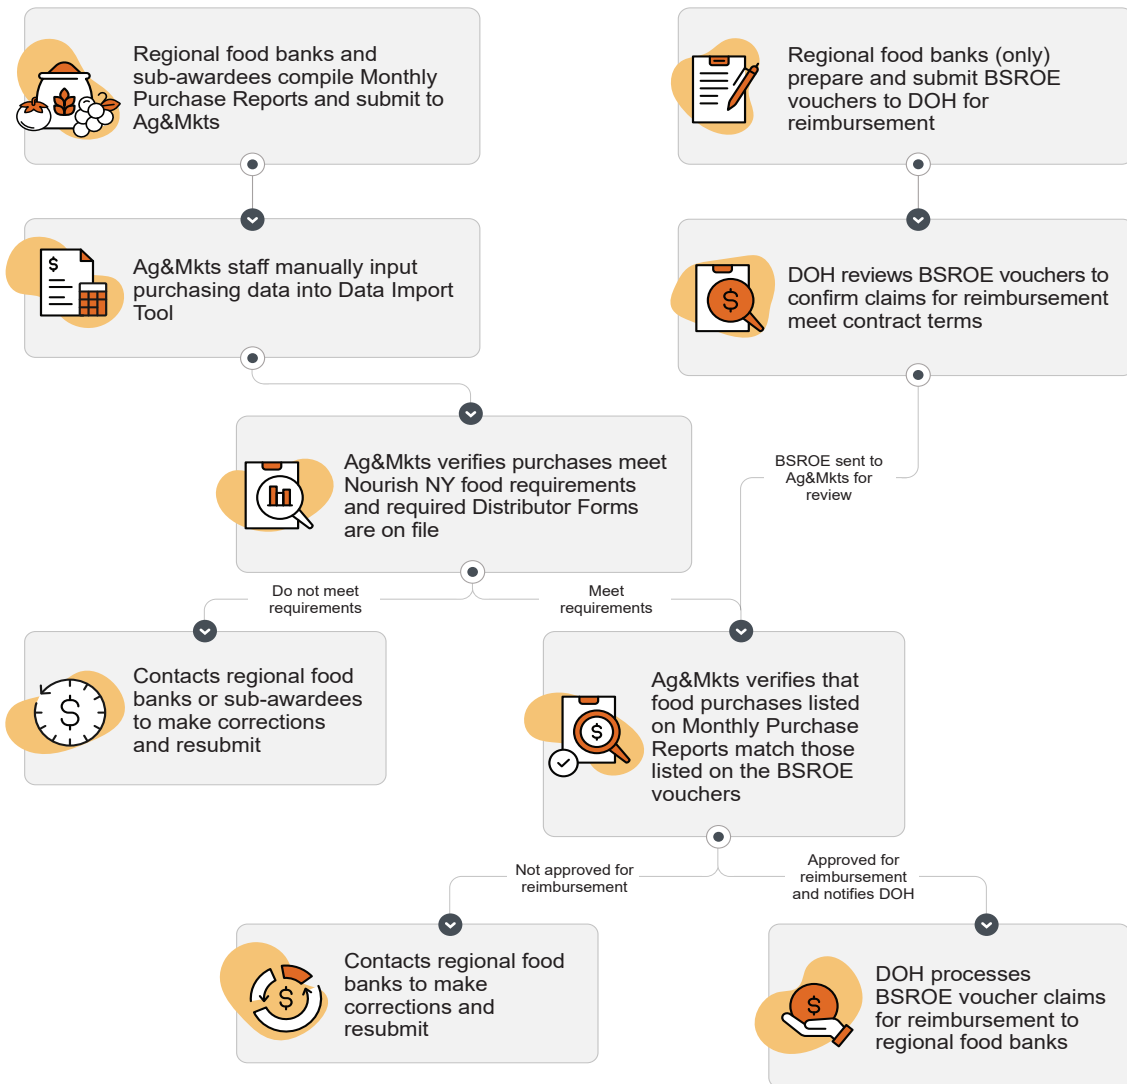 Regional food banks and
sub-awardees compile Monthly
Purchase Reports and submit to
Ag&Mkts
Regional food banks (only)
prepare and submit BSROE
vouchers to DOH for
reimbursement
$
Ag&Mkts staff manually input
purchasing data into Data Import
Tool
$
DOH reviews BSROE vouchers to
confirm claims for reimbursement
meet contract terms
Ag&Mkts verifies purchases meet
Nourish NY food requirements
and required Distributor Forms
are on file
BSROE sent to
Ag&Mkts for
review
Do not meet
requirements
Meet
requirements
$
Contacts regional food
banks or sub-awardees
to make corrections
and resubmit
$
Ag&Mkts verifies that
food purchases listed
on Monthly Purchase
Reports match those
listed on the BSROE
vouchers
Not approved for
reimbursement
Approved for
reimbursement
and notifies DOH
$
Contacts regional food
banks to make
corrections and
resubmit
$
DOH processes
BSROE voucher claims
for reimbursement to
regional food banks